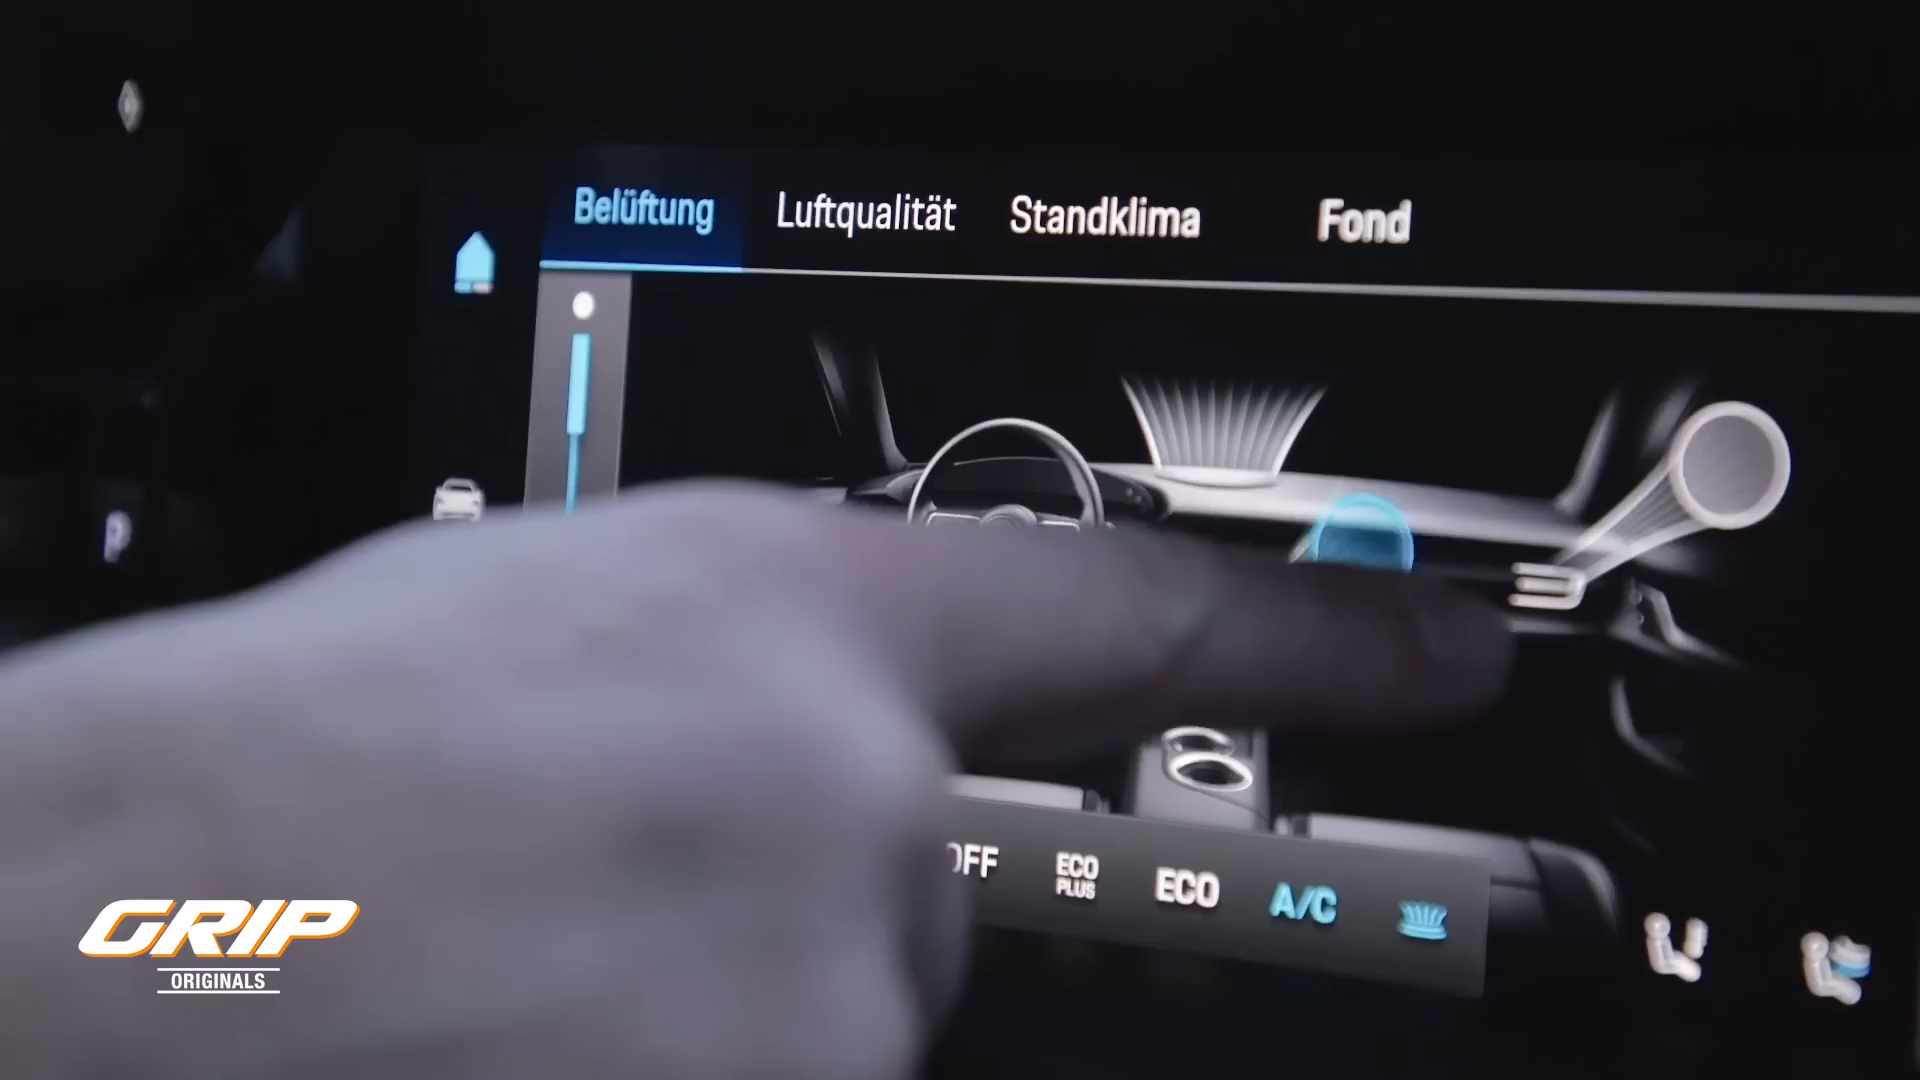 Belüftung Luftqualität Standklima Fond
P
OFF ECO PLUS ECO A/C
GRIP
ORIGINALS